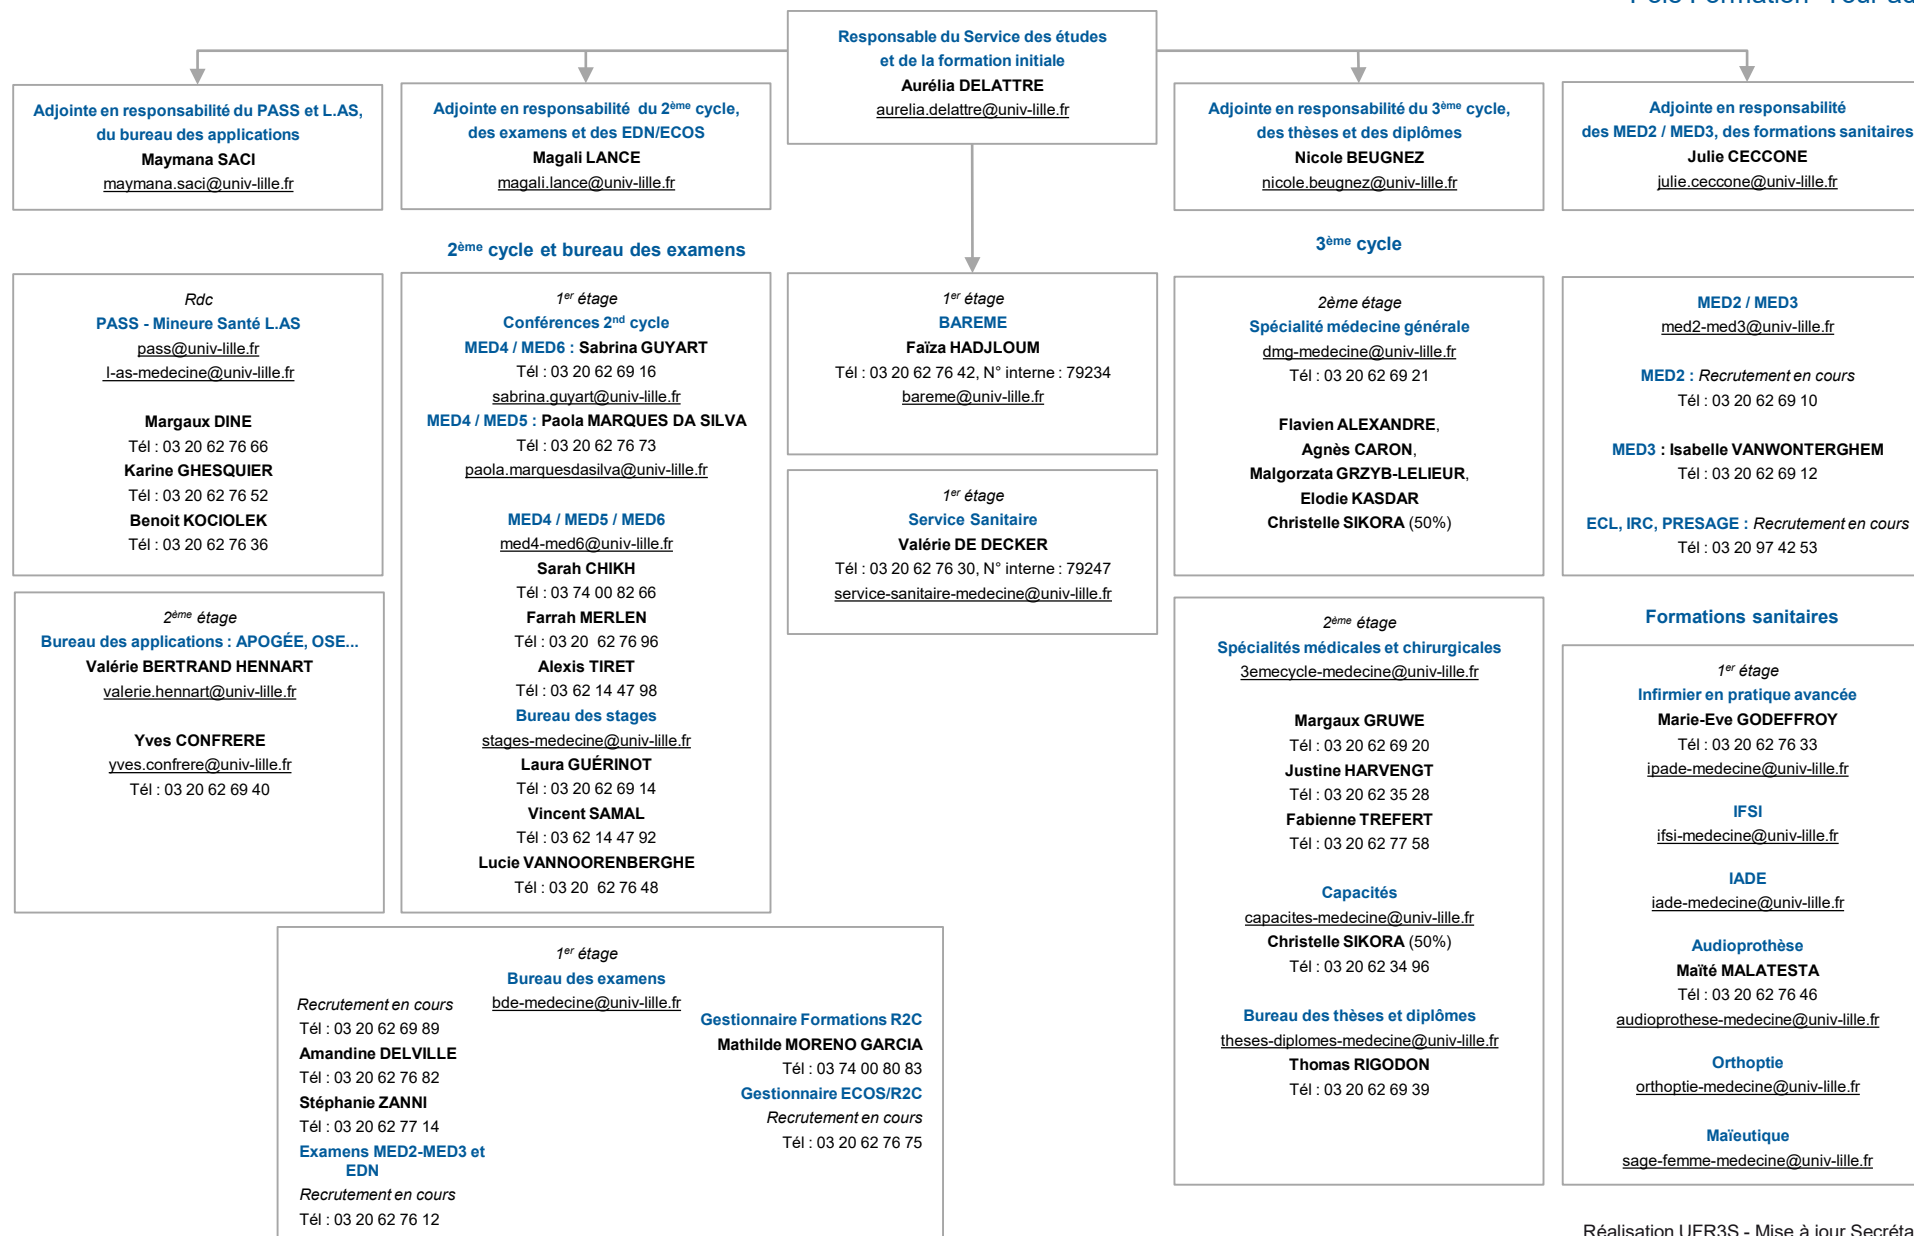 Responsable du Service des études
et de la formation initiale
Aurélia DELATTRE
aurelia.delattre@univ-lille.fr
Adjointe en responsabilité du PASS et L.AS,
du bureau des applications
Maymana SACI
maymana.saci@univ-lille.fr
Adjointe en responsabilité du 2ème cycle,
des examens et des EDN/ECOS
Magali LANCE
magali.lance@univ-lille.fr
Adjointe en responsabilité du 3ème cycle,
des thèses et des diplômes
Nicole BEUGNEZ
nicole.beugnez@univ-lille.fr
Adjointe en responsabilité
des MED2 / MED3, des formations sanitaires
Julie CECCONE
julie.ceccone@univ-lille.fr
Rdc
PASS - Mineure Santé L.AS
pass@univ-lille.fr
l-as-medecine@univ-lille.fr
Margaux DINE
Tél : 03 20 62 76 66
Karine GHESQUIER
Tél : 03 20 62 76 52
Benoit KOCIOLEK
Tél : 03 20 62 76 36
2ème étage
Bureau des applications : APOGÉE, OSE...
Valérie BERTRAND HENNART
valerie.hennart@univ-lille.fr
Yves CONFRERE
yves.confrere@univ-lille.fr
Tél : 03 20 62 69 40
2ème cycle et bureau des examens
1er étage
Conférences 2nd cycle
MED4 / MED6 : Sabrina GUYART
Tél : 03 20 62 69 16
sabrina.guyart@univ-lille.fr
MED4 / MED5 : Paola MARQUES DA SILVA
Tél : 03 20 62 76 73
paola.marquesdasilva@univ-lille.fr
MED4 / MED5 / MED6
med4-med6@univ-lille.fr
Sarah CHIKH
Tél : 03 74 00 82 66
Farrah MERLEN
Tél : 03 20 62 76 96
Alexis TIRET
Tél : 03 62 14 47 98
Bureau des stages
stages-medecine@univ-lille.fr
Laura GUÉRINOT
Tél : 03 20 62 69 14
Vincent SAMAL
Tél : 03 62 14 47 92
Lucie VANNOORENBERGHE
Tél : 03 20 62 76 48
1er étage
Bureau des examens
bde-medecine@univ-lille.fr
Recrutement en cours
Tél : 03 20 62 69 89
Amandine DELVILLE
Tél : 03 20 62 76 82
Stéphanie ZANNI
Tél : 03 20 62 77 14
Examens MED2-MED3 et
EDN
Recrutement en cours
Tél : 03 20 62 76 12
Gestionnaire Formations R2C
Mathilde MORENO GARCIA
Tél : 03 74 00 80 83
Gestionnaire ECOS/R2C
Recrutement en cours
Tél : 03 20 62 76 75
1er étage
BAREME
Faïza HADJLOUM
Tél : 03 20 62 76 42, N° interne : 79234
bareme@univ-lille.fr
1er étage
Service Sanitaire
Valérie DE DECKER
Tél : 03 20 62 76 30, N° interne : 79247
service-sanitaire-medecine@univ-lille.fr
3ème cycle
2ème étage
Spécialité médecine générale
dmg-medecine@univ-lille.fr
Tél : 03 20 62 69 21
Flavien ALEXANDRE,
Agnès CARON,
Malgorzata GRZYB-LELIEUR,
Elodie KASDAR
Christelle SIKORA (50%)
2ème étage
Spécialités médicales et chirurgicales
3emecycle-medecine@univ-lille.fr
Margaux GRUWE
Tél : 03 20 62 69 20
Justine HARVENGT
Tél : 03 20 62 35 28
Fabienne TREFERT
Tél : 03 20 62 77 58
Capacités
capacites-medecine@univ-lille.fr
Christelle SIKORA (50%)
Tél : 03 20 62 34 96
Bureau des thèses et diplômes
theses-diplomes-medecine@univ-lille.fr
Thomas RIGODON
Tél : 03 20 62 69 39
MED2 / MED3
med2-med3@univ-lille.fr
MED2 : Recrutement en cours
Tél : 03 20 62 69 10
MED3 : Isabelle VANWONTERGHEM
Tél : 03 20 62 69 12
ECL, IRC, PRESAGE : Recrutement en cours
Tél : 03 20 97 42 53
Formations sanitaires
1er étage
Infirmier en pratique avancée
Marie-Eve GODEFFROY
Tél : 03 20 62 76 33
ipade-medecine@univ-lille.fr
IFSI
ifsi-medecine@univ-lille.fr
IADE
iade-medecine@univ-lille.fr
Audioprothèse
Maïté MALATESTA
Tél : 03 20 62 76 46
audioprothese-medecine@univ-lille.fr
Orthoptie
orthoptie-medecine@univ-lille.fr
Maïeutique
sage-femme-medecine@univ-lille.fr
Réalisation UFR3S - Mise à jour